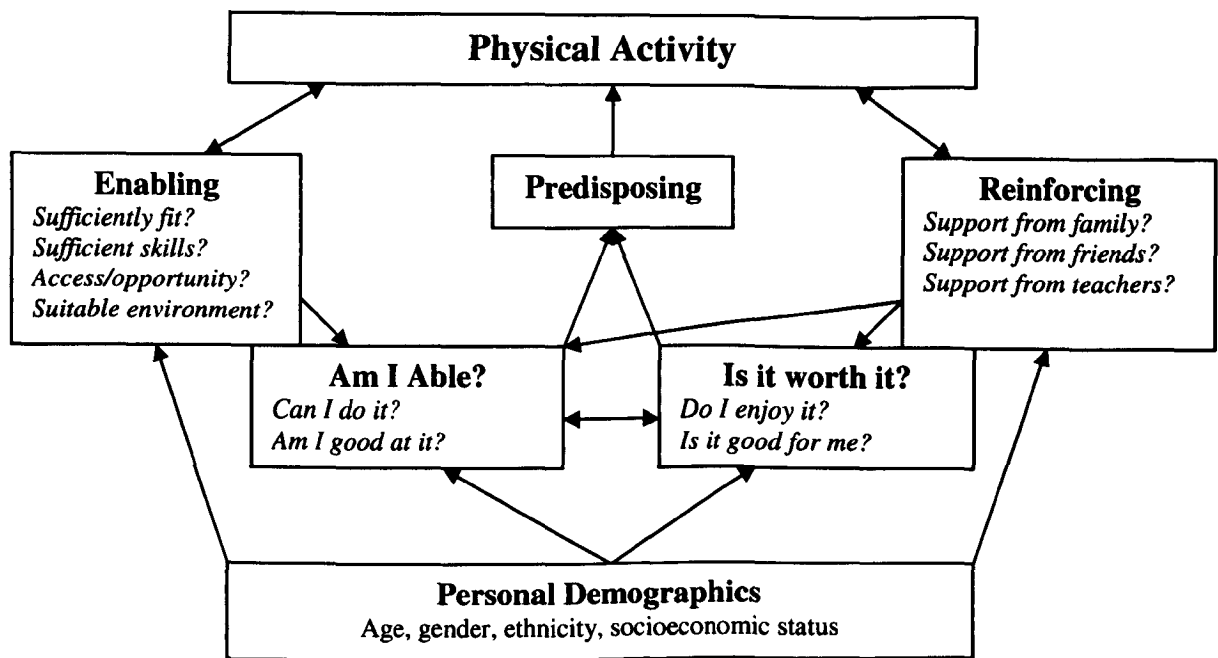 Physical Activity
Enabling
Sufficiently fit?
Sufficient skills?
Access/opportunity?
Suitable environment?
Predisposing
Reinforcing
Support from family?
Support from friends?
Support from teachers?
Am I Able?
Can I do it?
Am I good at it?
Is it worth it?
Do I enjoy it?
Is it good for me?
Personal Demographics
Age, gender, ethnicity, socioeconomic status